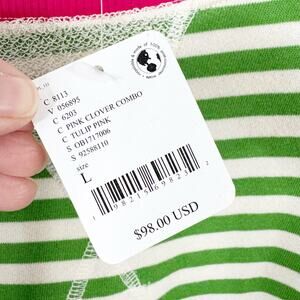 C 8113
V 056895
C 6203
C PINK CLOVER COMBO
C TULIP PINK
S OB1717006
S 92588110
size
L
$98.00 USD